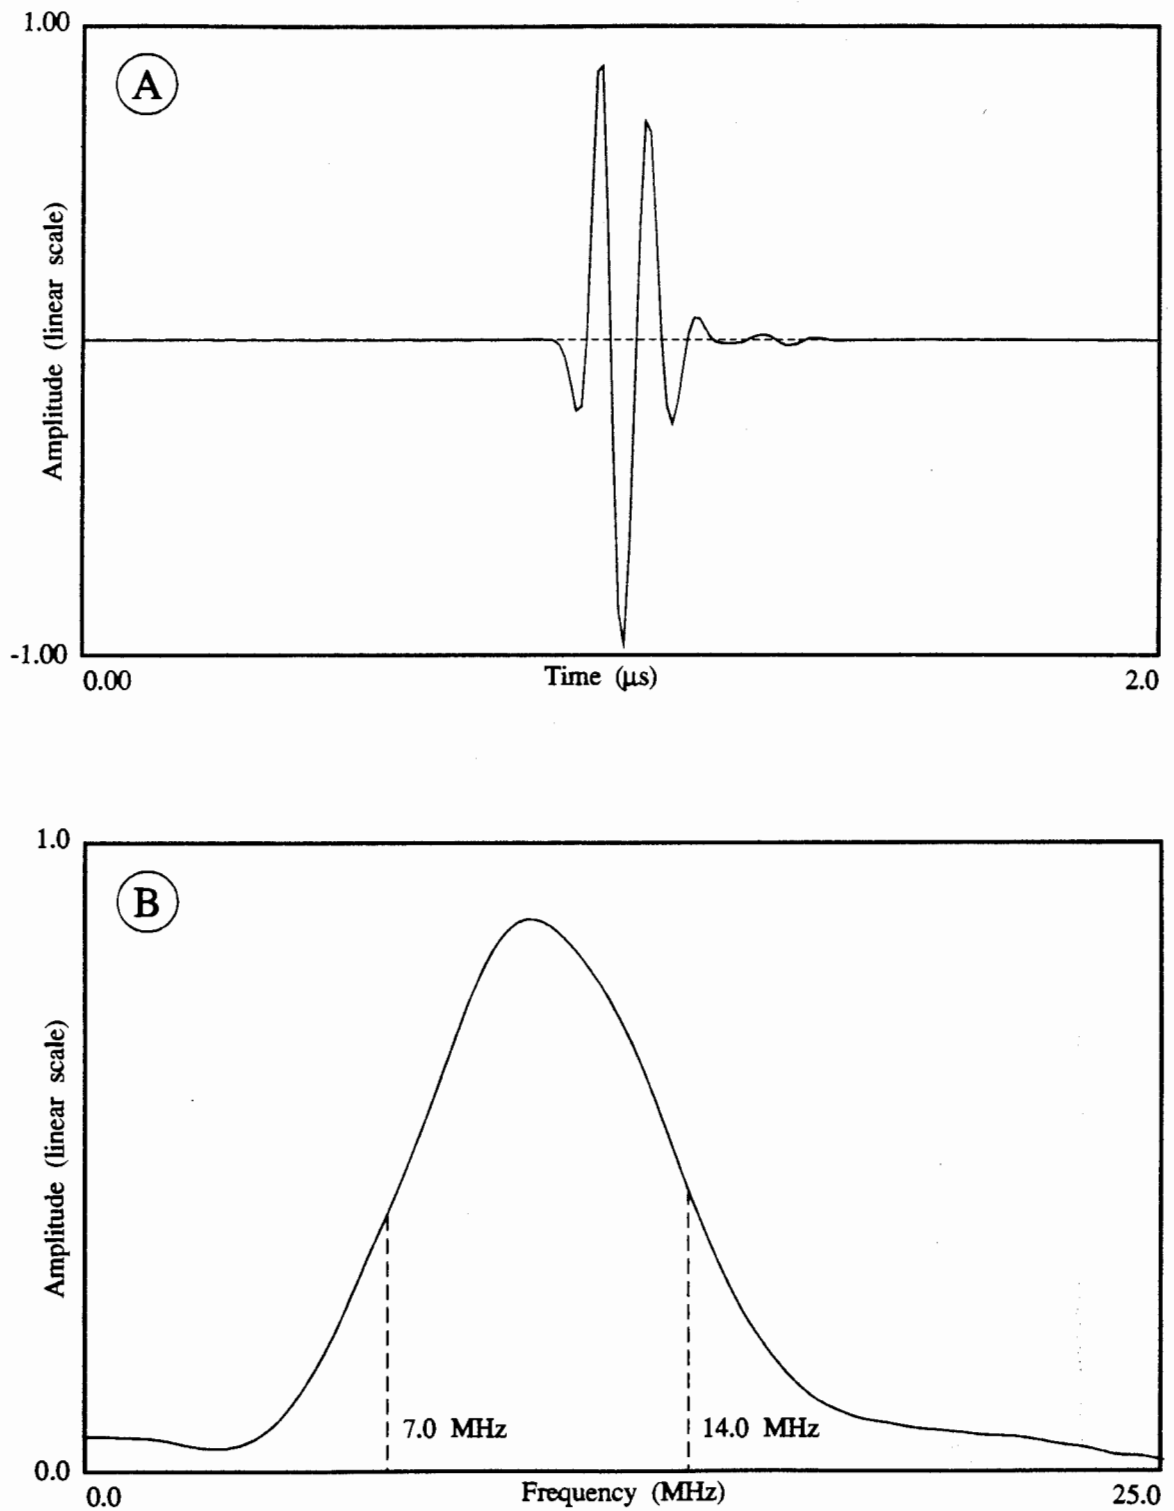 1.00
A
Amplitude (linear scale)
-1.00
0.00
Time (μs)
2.0
1.0
B
Amplitude (linear scale)
7.0 MHz
14.0 MHz
0.0
0.0
Frequency (MHz)
25.0